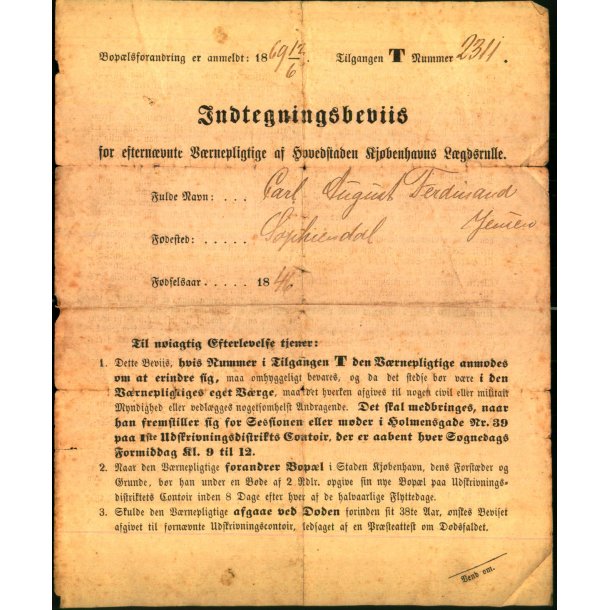 Bopælsforandring er anmeldt: 1869 12/6. Tilgangen T Nummer 2311.
Indtegningsbeviis
for efternævnte Værnepligtige af Hovedstaden Kjøbenhavns Lægdsrulle.
Fulde Navn: . . . . Carl August Ferdinand
Jensen
Fødested: . . . . . Sophiendal
Fødselsaar . . . . . 1846
Til nøiagtig Efterlevelse tjener:
1. Dette Beviis, hvis Nummer i Tilgangen T den Værnepligtige anmodes
om at erindre sig, maa omhyggeligt bevares, og da det stedse bør være i den
Værnepligtiges eget Værge, maa det hverken afgives til nogen civil eller militair
Myndighed eller vedlægges nogetsomhelst Andragende. Det skal medbringes, naar
han fremstiller sig for Sessionen eller møder i Holmensgade Nr. 39
paa 1ste Udskrivningsdistrikts Contoir, der er aabent hver Sognedags
Formiddag Kl. 9 til 12.
2. Naar den Værnepligtige forandrer Bopæl i Staden Kjøbenhavn, dens Forstæder og
Grunde, bør han under en Bøde af 2 Rdlr. opgive sin nye Bopæl paa Udskrivnings-
distriktets Contoir inden 8 Dage efter hver af de halvaarlige Flyttedage.
3. Skulde den Værnepligtige afgaae ved Døden forinden sit 38te Aar, ønskes Beviset
afgivet til fornævnte Udskrivningscontoir, ledsaget af en Præsteattest om Dødsfaldet.
Vend om.